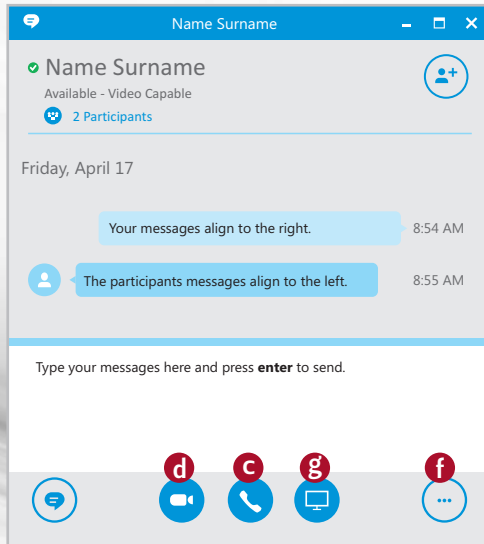 Name Surname
Name Surname
Available - Video Capable
2 Participants
Friday, April 17
Your messages align to the right. 8:54 AM
The participants messages align to the left. 8:55 AM
Type your messages here and press enter to send.
d c g f